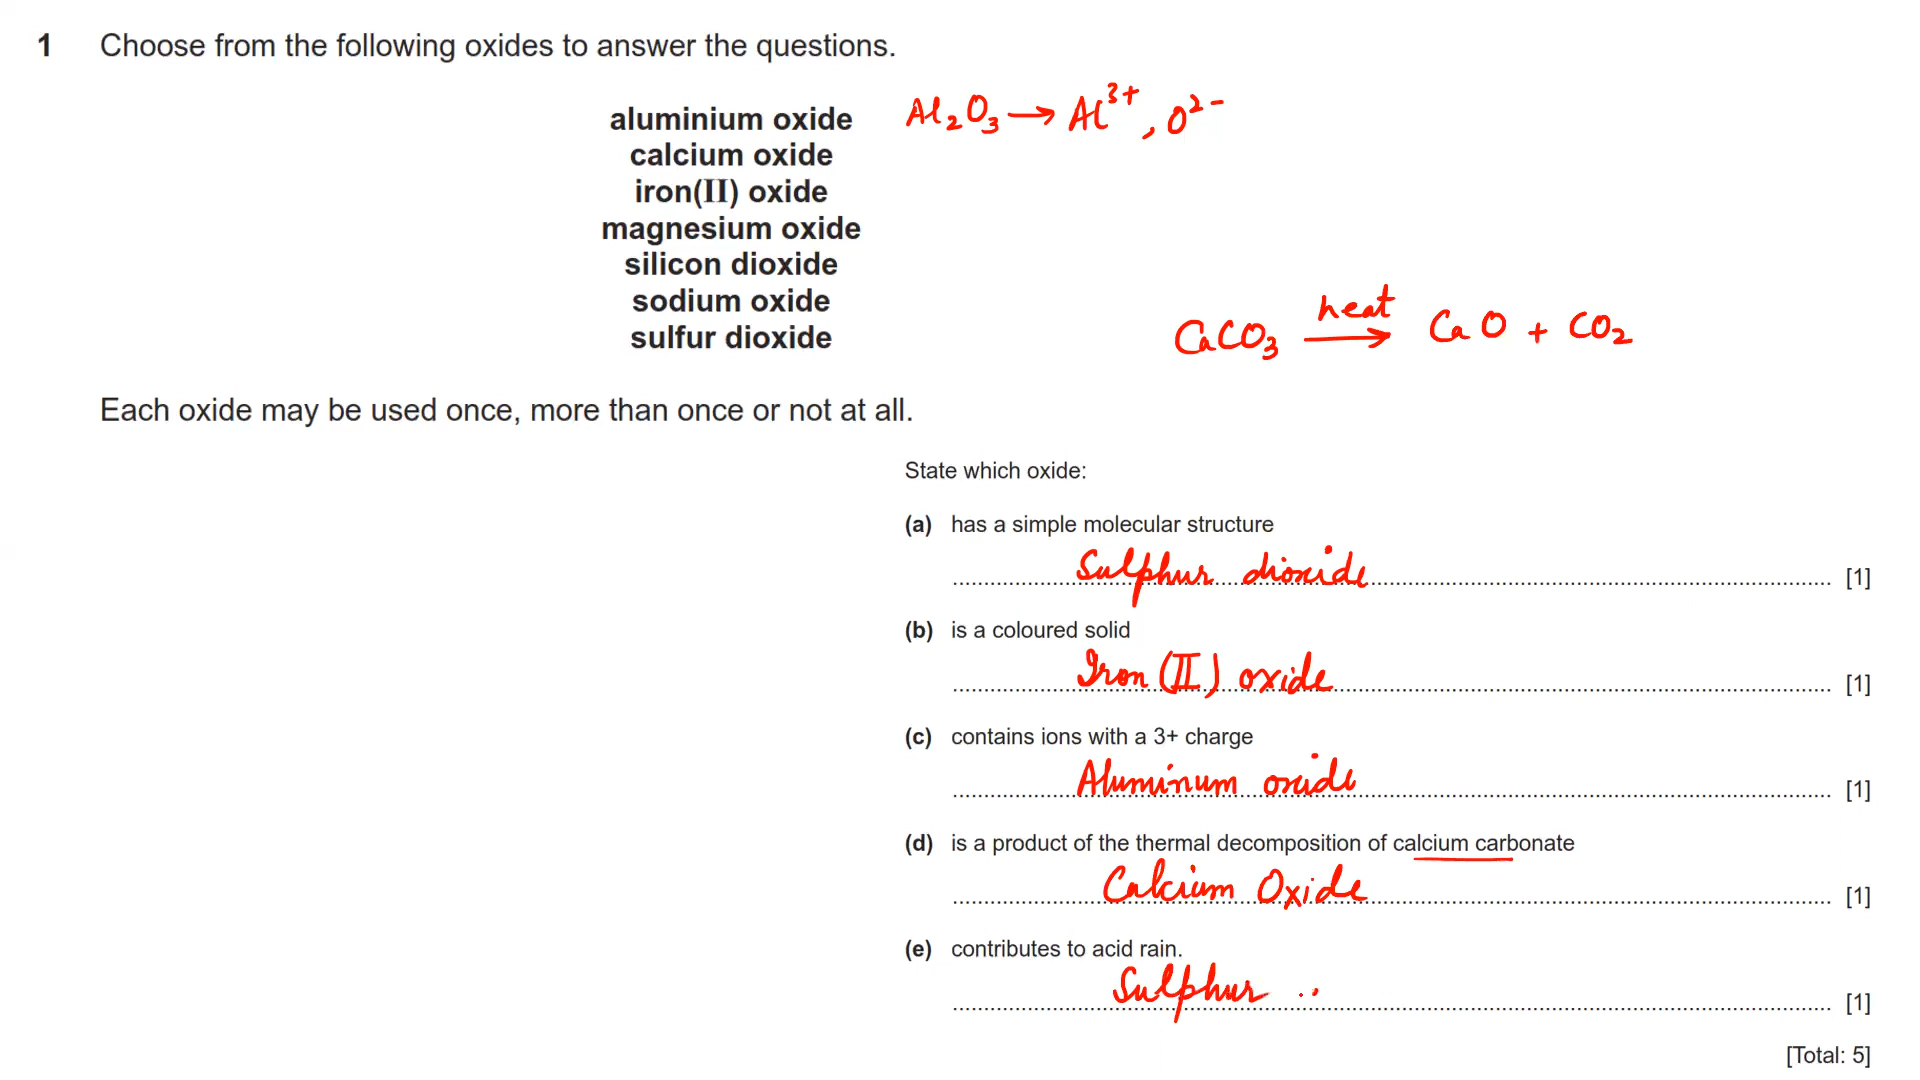 1 Choose from the following oxides to answer the questions.
aluminium oxide Al₂O₃ → Al³⁺, O²⁻
calcium oxide
iron(II) oxide
magnesium oxide
silicon dioxide
sodium oxide
sulfur dioxide
CaCO₃ heat → CaO + CO₂
Each oxide may be used once, more than once or not at all.
State which oxide:
(a) has a simple molecular structure
Sulphur dioxide [1]
(b) is a coloured solid
Iron (II) oxide [1]
(c) contains ions with a 3+ charge
Aluminum oxide [1]
(d) is a product of the thermal decomposition of calcium carbonate
Calcium Oxide [1]
(e) contributes to acid rain.
Sulphur [1]
[Total: 5]